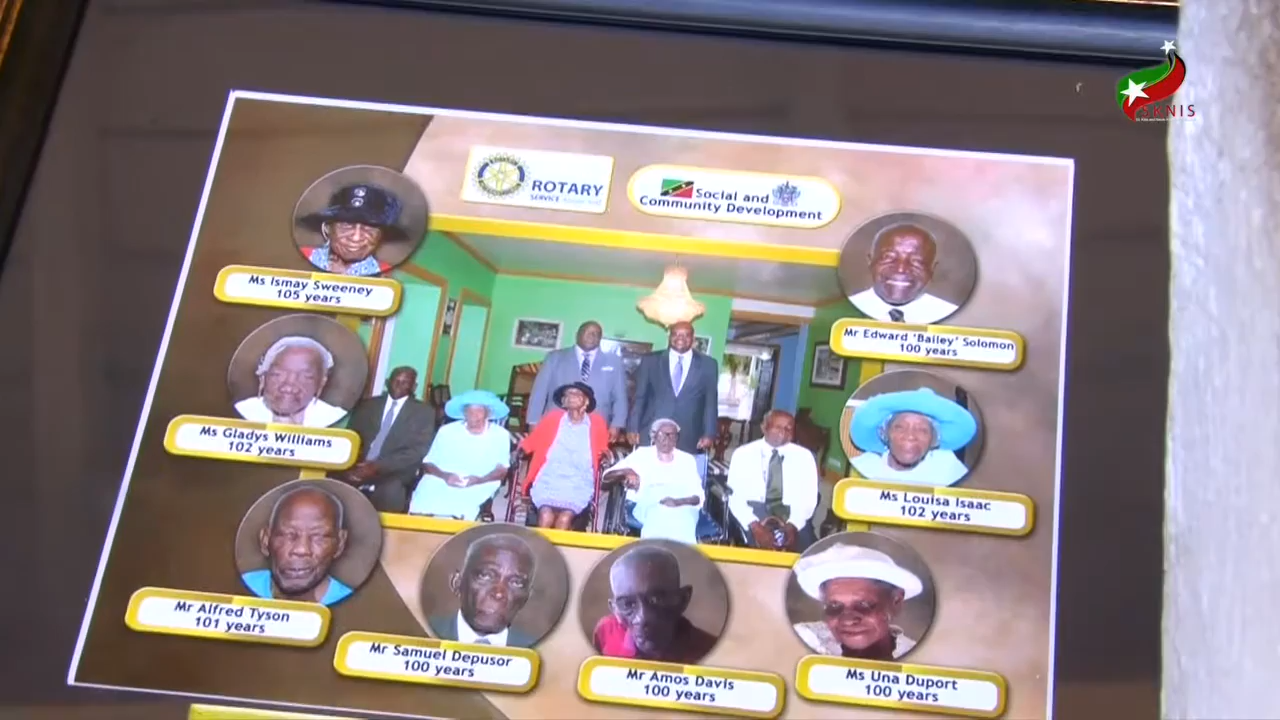 SKNIS
ROTARY
SERVICE
Social and
Community Development
Ms Ismay Sweeney
105 years
Mr Edward 'Bailey' Solomon
100 years
Ms Gladys Williams
102 years
Ms Louisa Isaac
102 years
Mr Alfred Tyson
101 years
Mr Samuel Depusor
100 years
Mr Amos Davis
100 years
Ms Una Duport
100 years